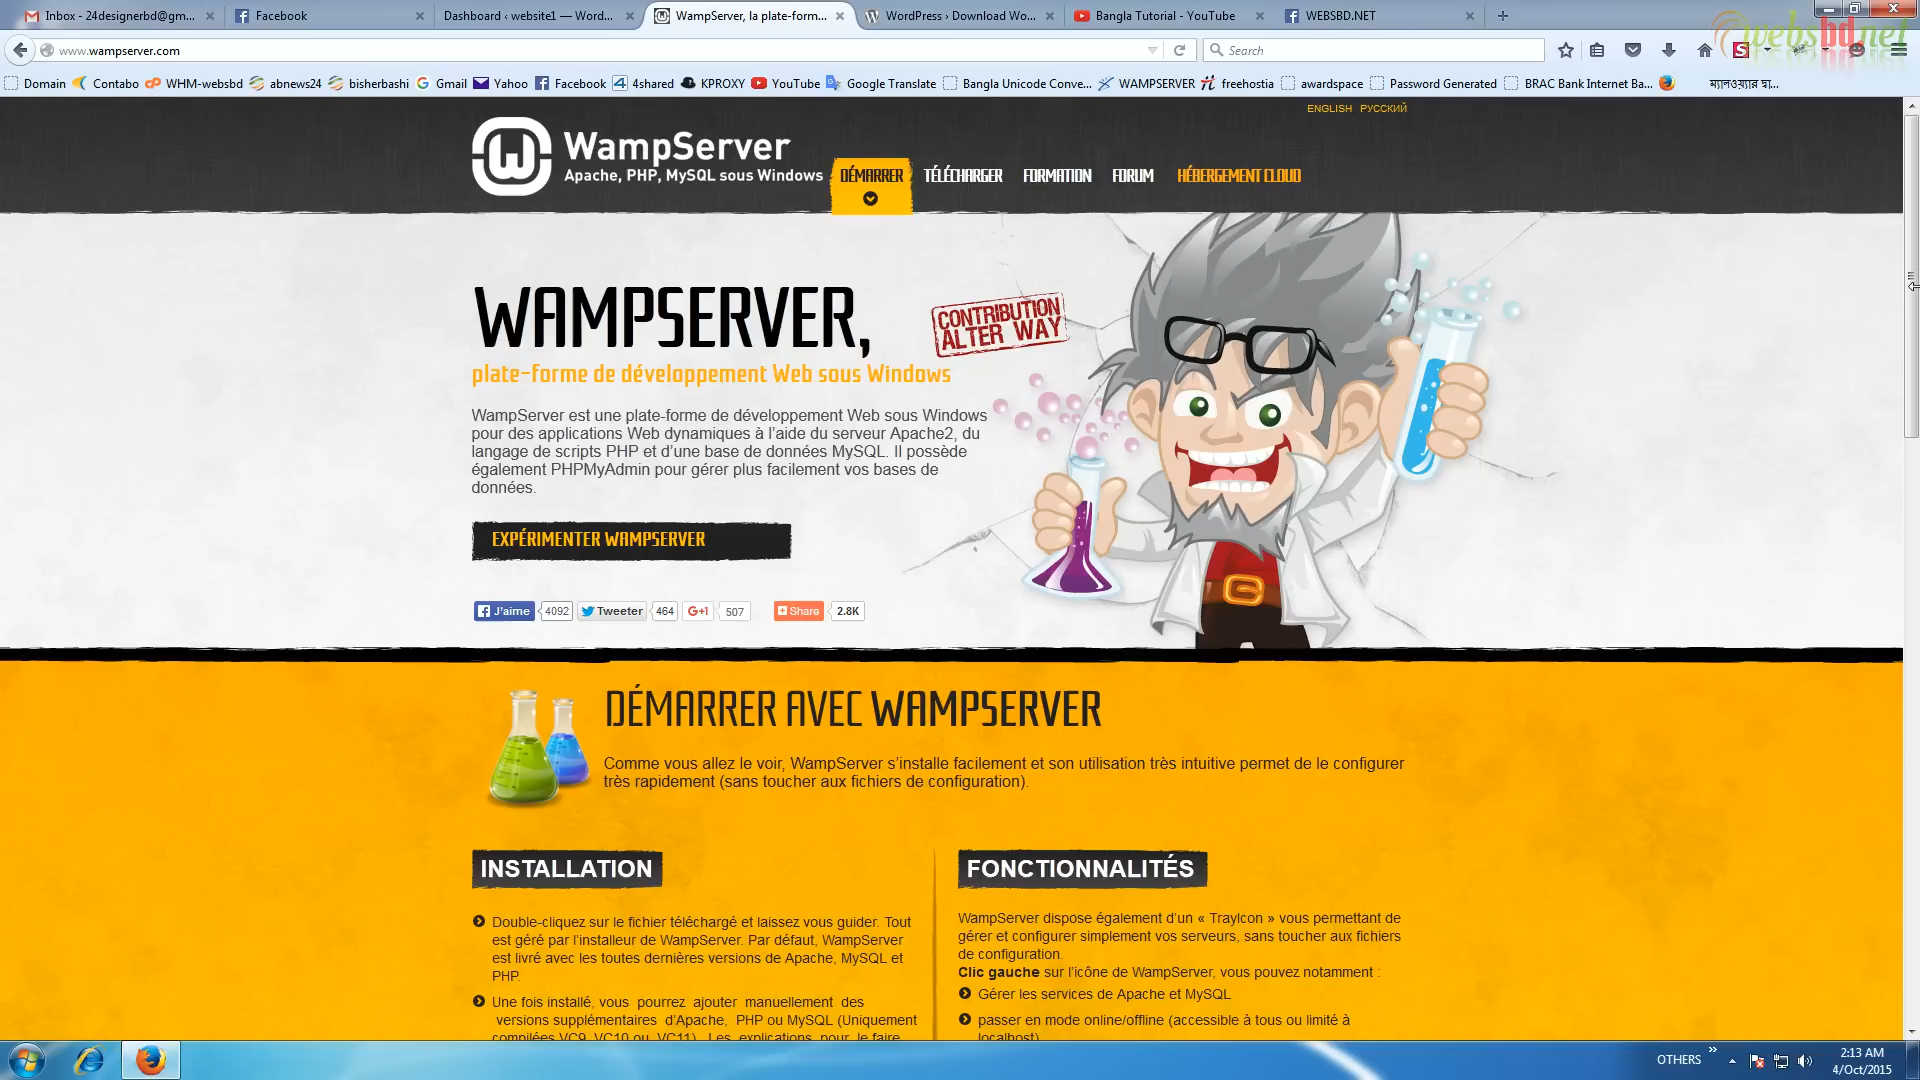 Inbox - 24designerbd@gm...
Facebook
Dashboard ‹ website1 — Word...
WampServer, la plate-form...
WordPress › Download Wo...
Bangla Tutorial - YouTube
WEBSBD.NET
websbd.net
www.wampserver.com
Search
Domain
Contabo
WHM-websbd
abnews24
bisherbashi
Gmail
Yahoo
Facebook
4shared
KPROXY
YouTube
Google Translate
Bangla Unicode Conve...
WAMPSERVER
freehostia
awardspace
Password Generated
BRAC Bank Internet Ba...
ম্যালওয়্যার দ্বা...
ENGLISH РУССКИЙ
WampServer
Apache, PHP, MySQL sous Windows
DÉMARRER
TÉLÉCHARGER
FORMATION
FORUM
HÉBERGEMENT CLOUD
WAMPSERVER,
CONTRIBUTION
ALTER WAY
plate-forme de développement Web sous Windows
WampServer est une plate-forme de développement Web sous Windows
pour des applications Web dynamiques à l’aide du serveur Apache2, du
langage de scripts PHP et d’une base de données MySQL. Il possède
également PHPMyAdmin pour gérer plus facilement vos bases de
données.
EXPÉRIMENTER WAMPSERVER
J'aime 4092 Tweeter 464 G+1 507 Share 2.8K
DÉMARRER AVEC WAMPSERVER
Comme vous allez le voir, WampServer s’installe facilement et son utilisation très intuitive permet de le configurer
très rapidement (sans toucher aux fichiers de configuration).
INSTALLATION
Double-cliquez sur le fichier téléchargé et laissez vous guider. Tout
est géré par l’installeur de WampServer. Par défaut, WampServer
est livré avec les toutes dernières versions de Apache, MySQL et
PHP.
Une fois installé, vous pourrez ajouter manuellement des
versions supplémentaires d’Apache, PHP ou MySQL (Uniquement
compilées VC9, VC10 ou VC11). Les explications pour le faire
FONCTIONNALITÉS
WampServer dispose également d’un « TrayIcon » vous permettant de
gérer et configurer simplement vos serveurs, sans toucher aux fichiers
de configuration.
Clic gauche sur l’icône de WampServer, vous pouvez notamment :
Gérer les services de Apache et MySQL
passer en mode online/offline (accessible à tous ou limité à
localhost)
OTHERS
2:13 AM
4/Oct/2015